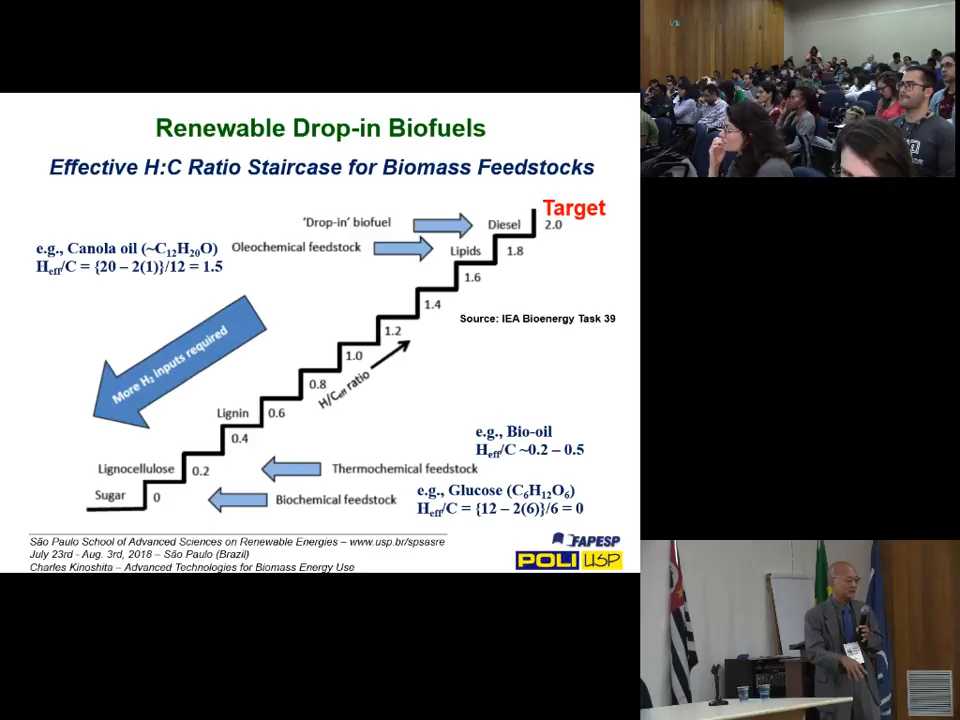 Renewable Drop-in Biofuels
Effective H:C Ratio Staircase for Biomass Feedstocks
Target
'Drop-in' biofuel
Diesel
2.0
e.g., Canola oil (~C₁₂H₂₀O)
Oleochemical feedstock
Lipids
1.8
Heff/C = {20 – 2(1)}/12 = 1.5
1.6
1.4
Source: IEA Bioenergy Task 39
1.2
1.0
More H₂ inputs required
0.8
H/Ceff ratio
Lignin
0.6
0.4
e.g., Bio-oil
Heff/C ~0.2 – 0.5
Lignocellulose
0.2
Thermochemical feedstock
Sugar
0
Biochemical feedstock
e.g., Glucose (C₆H₁₂O₆)
Heff/C = {12 – 2(6)}/6 = 0
São Paulo School of Advanced Sciences on Renewable Energies – www.usp.br/spsasre
July 23rd - Aug. 3rd, 2018 – São Paulo (Brazil)
Charles Kinoshita – Advanced Technologies for Biomass Energy Use
FAPESP
POLI USP